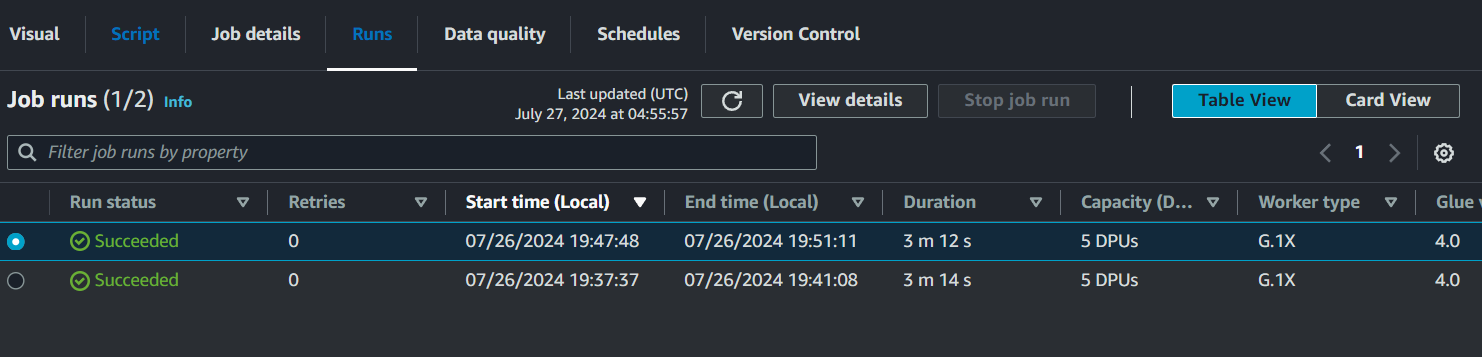 Visual Script Job details Runs Data quality Schedules Version Control
Job runs (1/2) Info
Last updated (UTC)
July 27, 2024 at 04:55:57
View details Stop job run Table View Card View
Filter job runs by property
1
Run status Retries Start time (Local) End time (Local) Duration Capacity (D... Worker type Glue
Succeeded 0 07/26/2024 19:47:48 07/26/2024 19:51:11 3 m 12 s 5 DPUs G.1X 4.0
Succeeded 0 07/26/2024 19:37:37 07/26/2024 19:41:08 3 m 14 s 5 DPUs G.1X 4.0